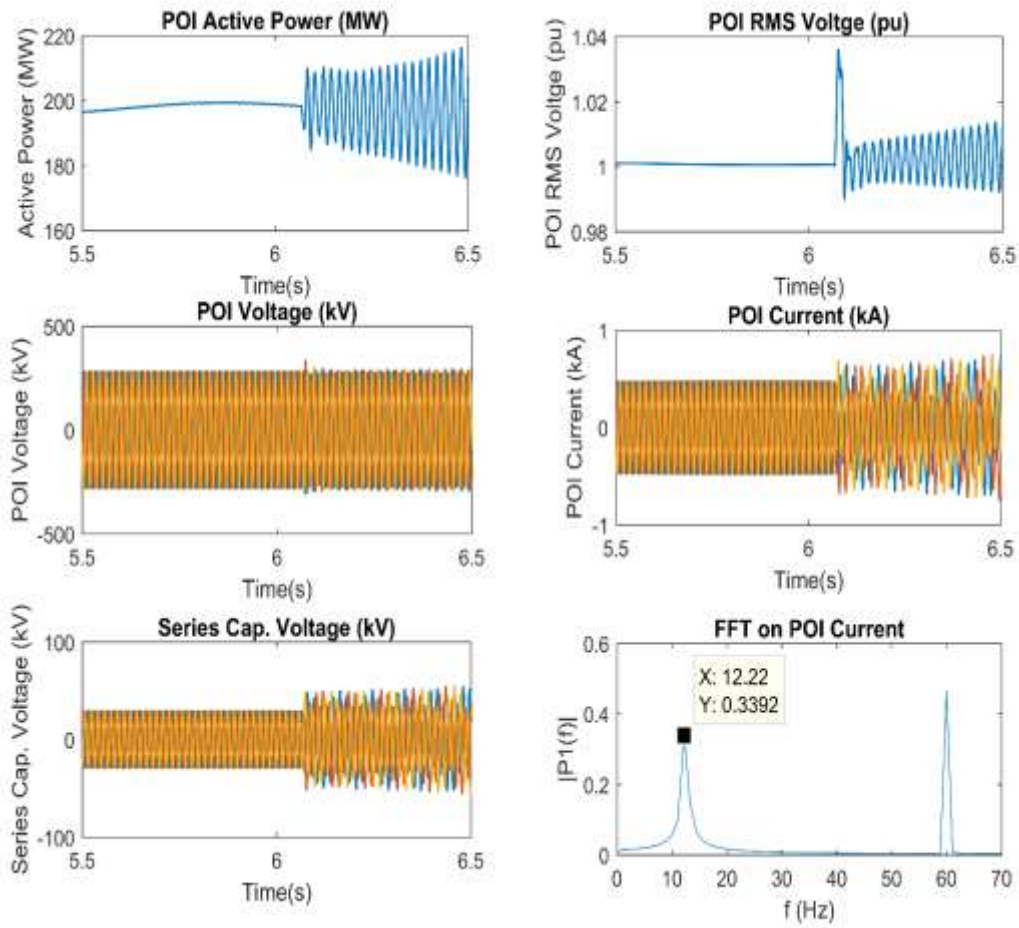 POI Active Power (MW)
Active Power (MW)
220
200
180
160
5.5
6
6.5
Time(s)
POI RMS Voltge (pu)
POI RMS Voltge (pu)
1.04
1.02
1
0.98
5.5
6
6.5
Time(s)
POI Voltage (kV)
POI Voltage (kV)
500
0
-500
5.5
6
6.5
Time(s)
POI Current (kA)
POI Current (kA)
1
0
-1
5.5
6
6.5
Time(s)
Series Cap. Voltage (kV)
Series Cap. Voltage (kV)
100
0
-100
5.5
6
6.5
Time(s)
FFT on POI Current
|P1(f)|
0.6
0.4
0.2
0
X: 12.22
Y: 0.3392
0
10
20
30
40
50
60
70
f (Hz)